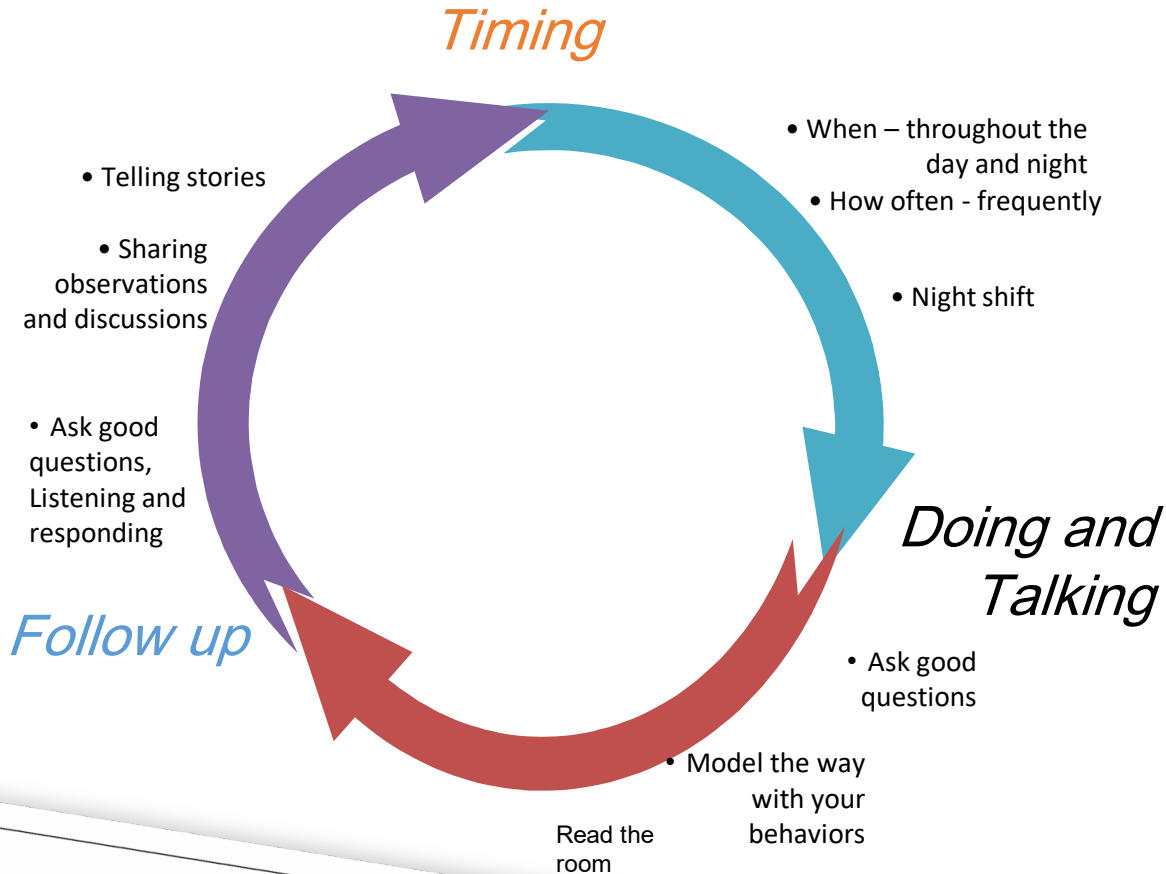 Timing
• When – throughout the
day and night
• How often - frequently
• Night shift
Doing and
Talking
• Ask good
questions
• Model the way
with your
behaviors
Read the
room
Follow up
• Ask good
questions,
Listening and
responding
• Sharing
observations
and discussions
• Telling stories